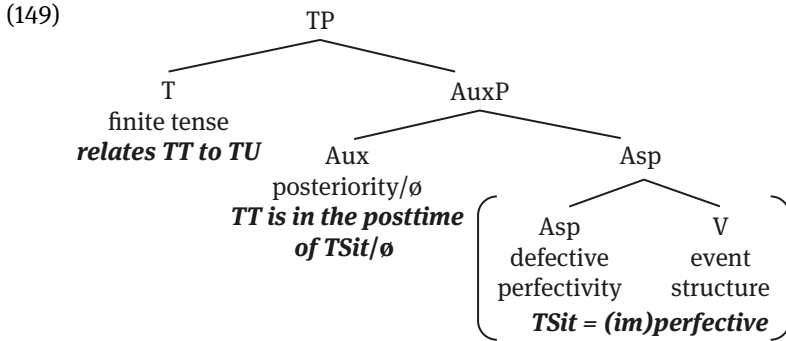 (149)
TP
T AuxP
finite tense
relates TT to TU Aux Asp
posteriority/ø
TT is in the posttime Asp V
of TSit/ø defective event
perfectivity structure
TSit = (im)perfective